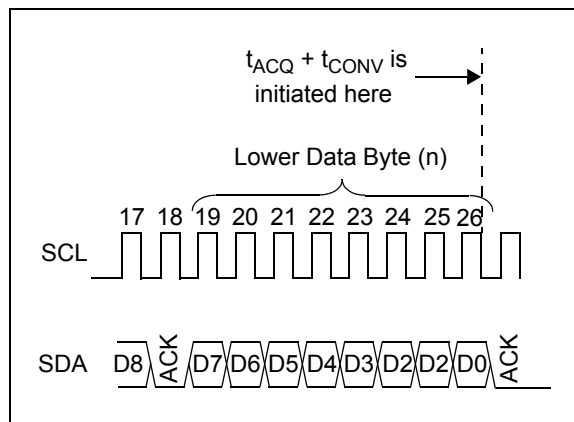 tACQ + tCONV is
initiated here
Lower Data Byte (n)
17 18 19 20 21 22 23 24 25 26
SCL
SDA D8 ACK D7 D6 D5 D4 D3 D2 D2 D0 ACK